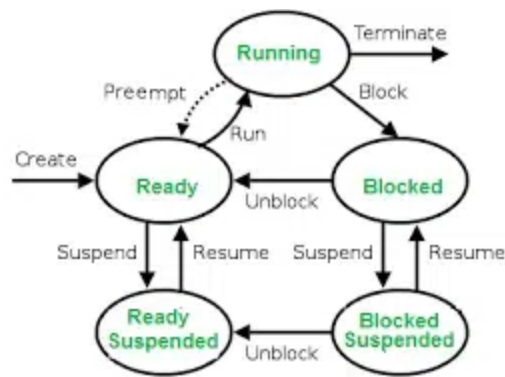 Terminate
Running
Preempt
Block
Run
Create
Ready
Blocked
Unblock
Suspend
Resume
Suspend
Resume
Ready
Suspended
Blocked
Suspended
Unblock